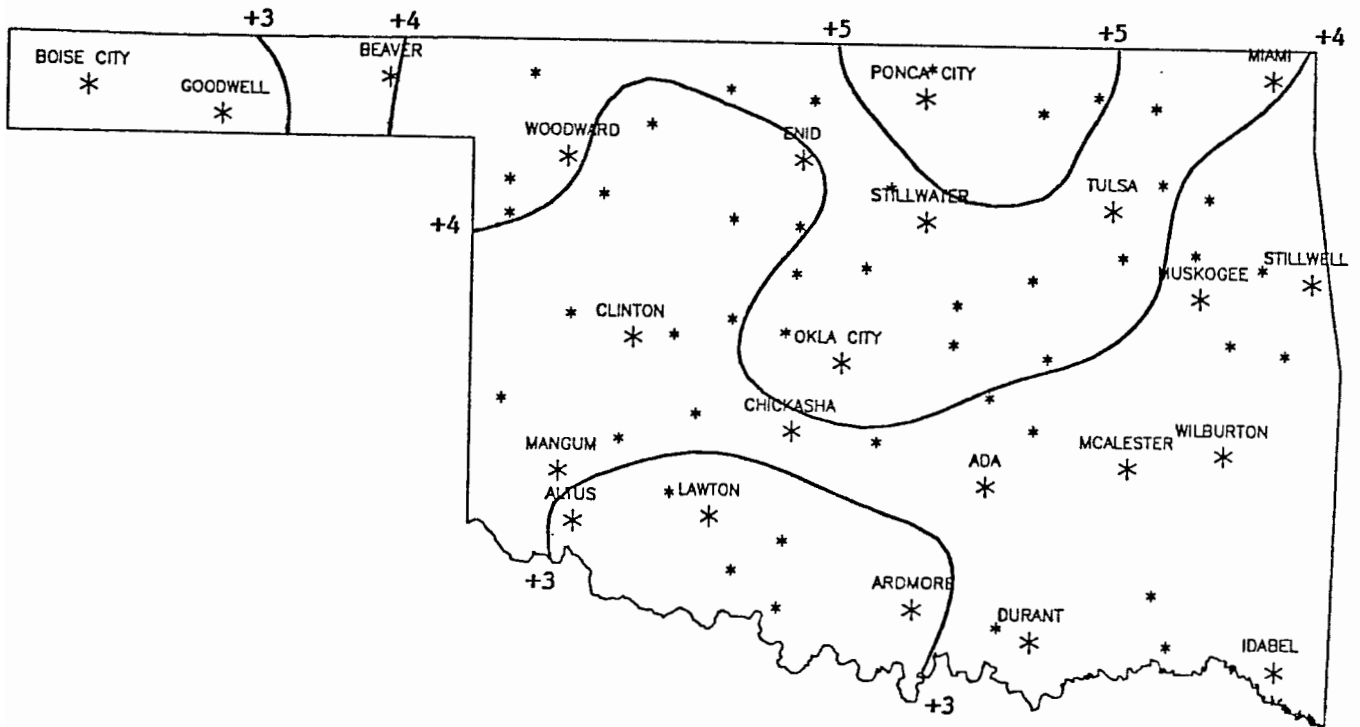 +3
+4
+5
+5
+4
BOISE CITY
BEAVER
PONCA CITY
MIAMI
GOODWELL
WOODWARD
ENID
STILLWATER
TULSA
+4
MUSKOGEE
STILLWELL
CLINTON
OKLA CITY
CHICKASHA
MANGUM
ADA
MCALESTER
WILBURTON
ALTUS
LAWTON
+3
ARDMORE
DURANT
IDABEL
+3